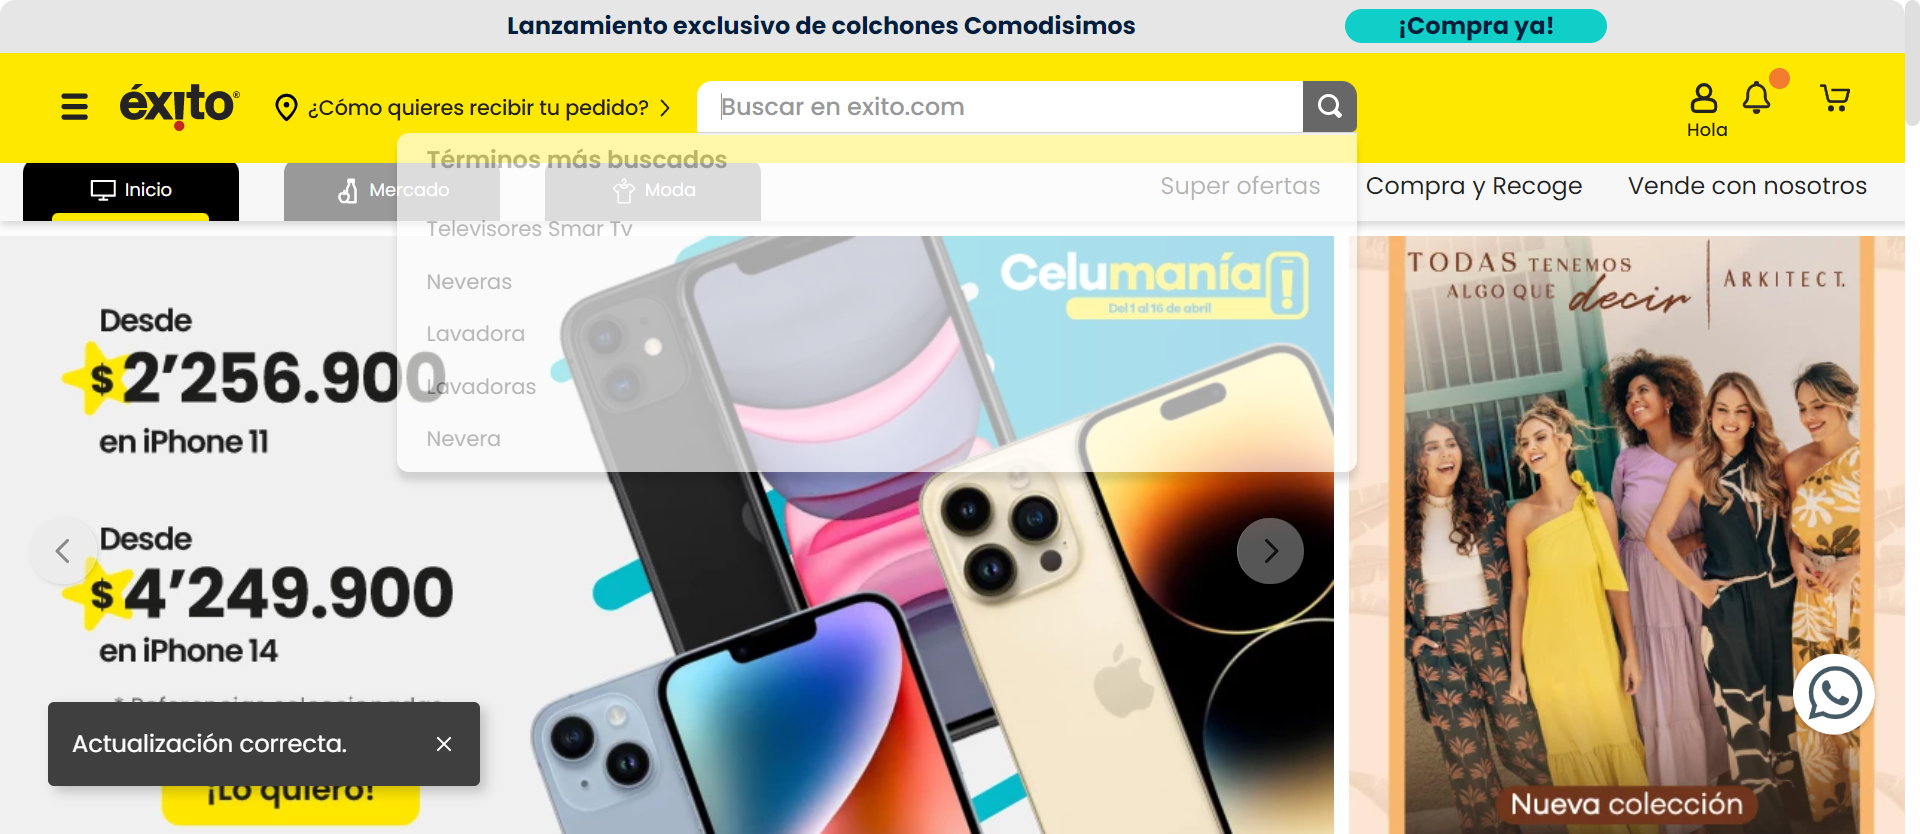 Lanzamiento exclusivo de colchones Comodisimos
¡Compra ya!
éxito®
¿Cómo quieres recibir tu pedido?
Buscar en exito.com
Hola
Términos más buscados
Inicio
Mercado
Moda
Super ofertas
Compra y Recoge
Vende con nosotros
Televisores Smar Tv
Neveras
Lavadora
Lavadoras
Nevera
Desde
$2’256.900
en iPhone 11
Desde
$4’249.900
en iPhone 14
* Referencias seleccionadas
¡Lo quiero!
Actualización correcta.
Celumanía
Del 1 al 16 de abril
TODAS TENEMOS
ALGO QUE decir
ARKITECT.
Nueva colección